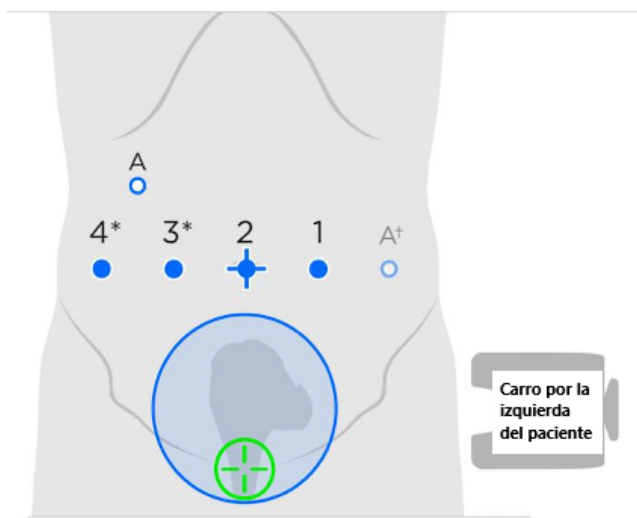 A
4* 3* 2 1 A†
Carro por la
izquierda
del paciente